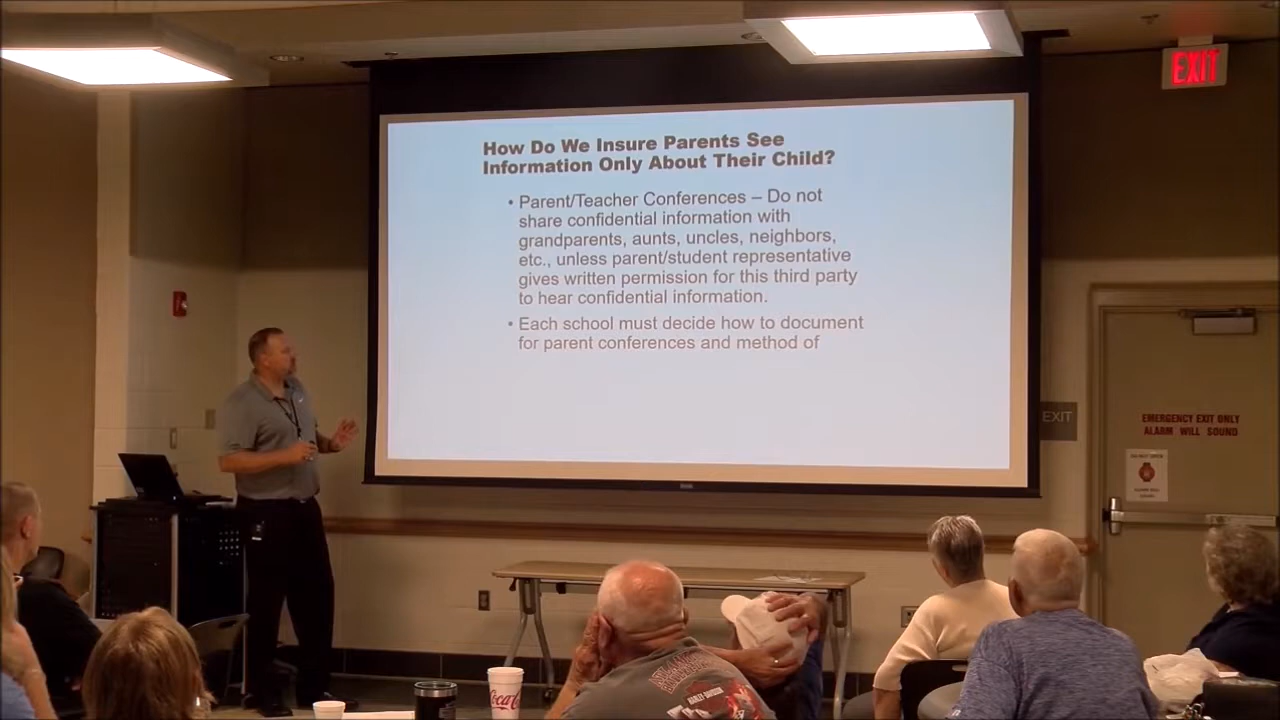 EXIT
How Do We Insure Parents See
Information Only About Their Child?
• Parent/Teacher Conferences – Do not
share confidential information with
grandparents, aunts, uncles, neighbors,
etc., unless parent/student representative
gives written permission for this third party
to hear confidential information.
• Each school must decide how to document
for parent conferences and method of
EXIT
EMERGENCY EXIT ONLY
ALARM WILL SOUND
Coca-Cola
HARLEY-DAVIDSON